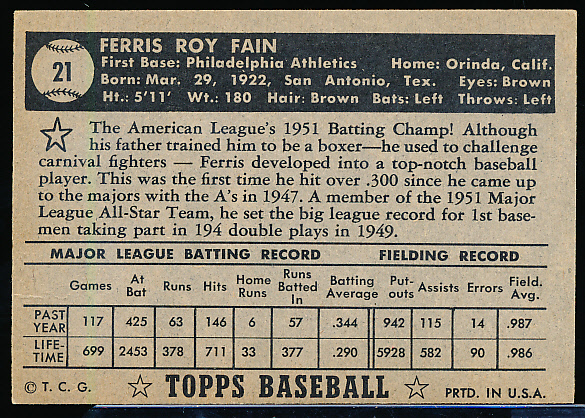 21
FERRIS ROY FAIN
First Base: Philadelphia Athletics Home: Orinda, Calif.
Born: Mar. 29, 1922, San Antonio, Tex. Eyes: Brown
Ht.: 5'11' Wt.: 180 Hair: Brown Bats: Left Throws: Left
The American League's 1951 Batting Champ! Although
his father trained him to be a boxer—he used to challenge
carnival fighters — Ferris developed into a top-notch baseball
player. This was the first time he hit over .300 since he came up
to the majors with the A's in 1947. A member of the 1951 Major
League All-Star Team, he set the big league record for 1st base-
men taking part in 194 double plays in 1949.
MAJOR LEAGUE BATTING RECORD FIELDING RECORD
Games At Bat Runs Hits Home Runs Runs Batted In Batting Average Put-outs Assists Errors Field. Avg.
PAST YEAR 117 425 63 146 6 57 .344 942 115 14 .987
LIFE-TIME 699 2453 378 711 33 377 .290 5928 582 90 .986
© T. C. G. ☆ TOPPS BASEBALL ☆ PRTD. IN U.S.A.